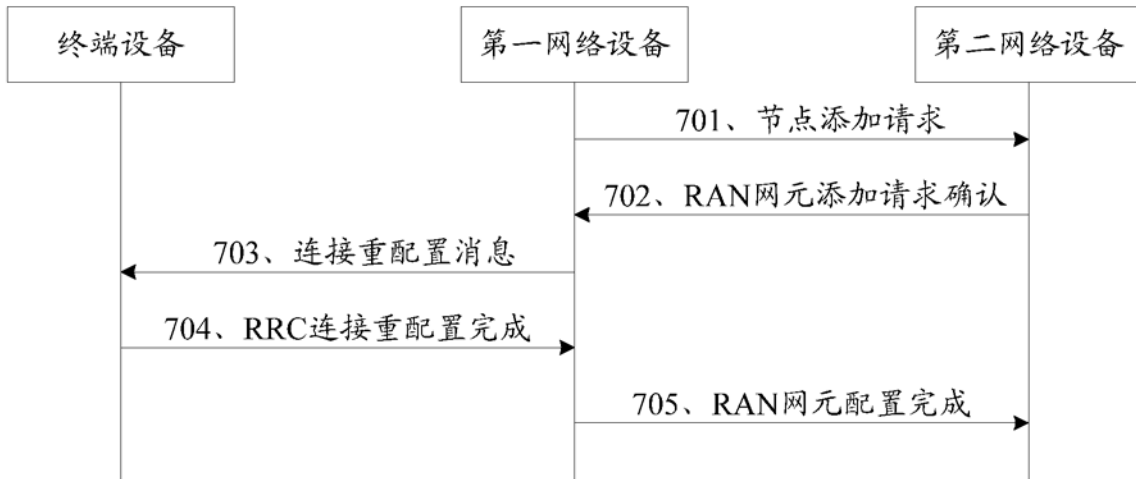 终端设备
第一网络设备
第二网络设备
701、节点添加请求
702、RAN网元添加请求确认
703、连接重配置消息
704、RRC连接重配置完成
705、RAN网元配置完成